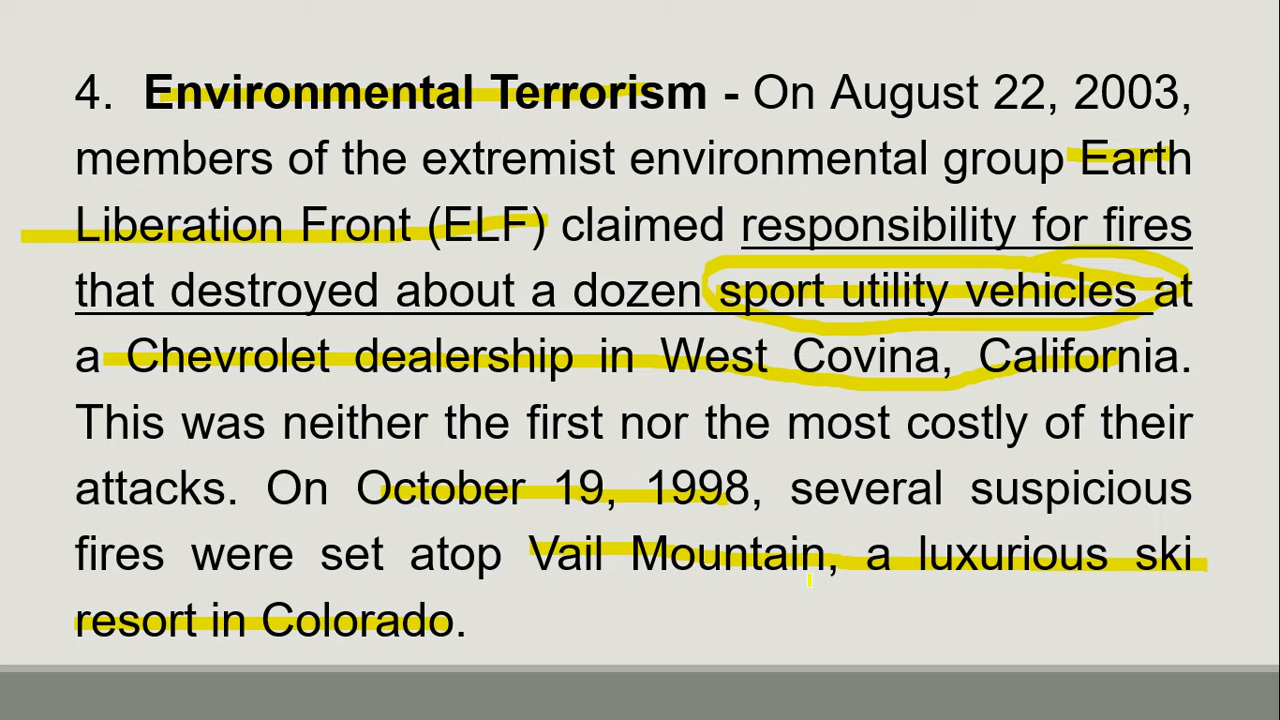 4. Environmental Terrorism - On August 22, 2003,
members of the extremist environmental group Earth
Liberation Front (ELF) claimed responsibility for fires
that destroyed about a dozen sport utility vehicles at
a Chevrolet dealership in West Covina, California.
This was neither the first nor the most costly of their
attacks. On October 19, 1998, several suspicious
fires were set atop Vail Mountain, a luxurious ski
resort in Colorado.